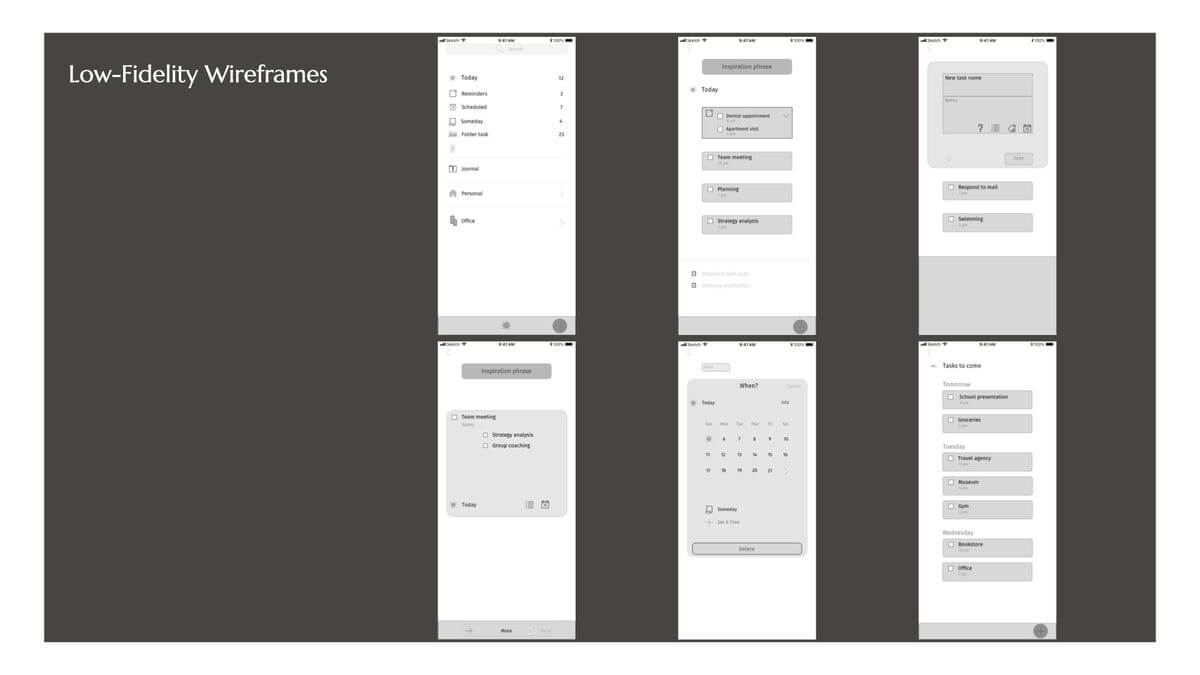 Low-Fidelity Wireframes
Sketch 9:41 AM 100%
Search
Today 12
Reminders 3
Scheduled 7
Someday 4
Folder task 23
Journal
Personal
Office
Sketch 9:41 AM 100%
Inspiration phrase
Today
Dentist appoinment
Apartment visit
Team meeting
Planning
Strategy analysis
Sketch 9:41 AM 100%
New task name
Notes
Save
Respond to mail
Swimming
Sketch 9:41 AM 100%
Inspiration phrase
Team meeting
Notes
Strategy analysis
Group coaching
Today
Move
Sketch 9:41 AM 100%
When? Cancel
Today July
Sun Mon Tue Thur Fri Sat
6 7 8 9 10
11 12 13 14 15 16
17 18 19 20 21
Someday
Set A Time
Delete
Sketch 9:41 AM 100%
Tasks to come
Tomorrow
School presentation
Groceries
Tuesday
Travel agency
Museum
Gym
Wednesday
Bookstore
Office